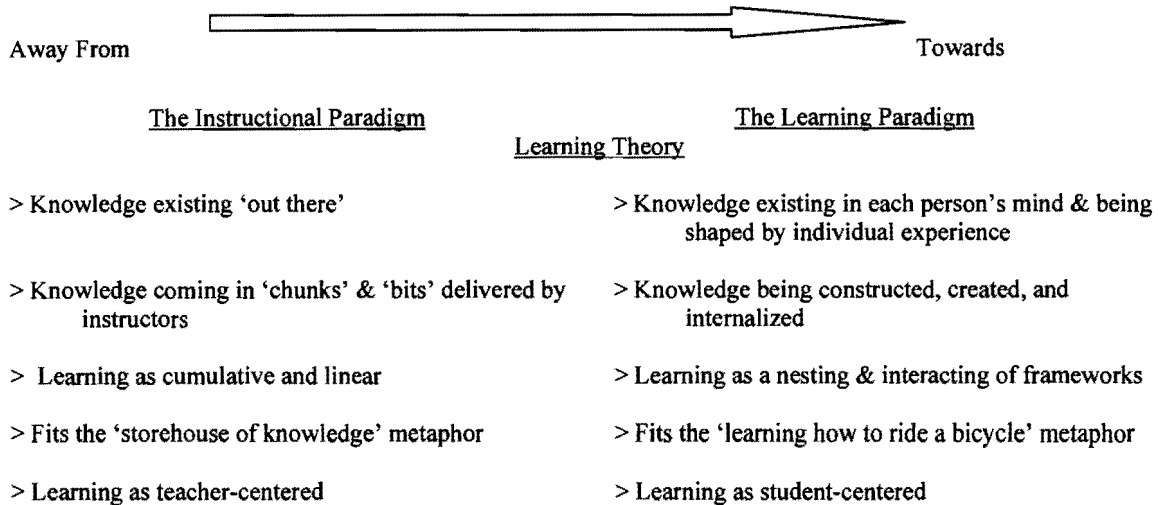 Away From Towards
The Instructional Paradigm The Learning Paradigm
Learning Theory
> Knowledge existing ‘out there’ > Knowledge existing in each person’s mind & being
shaped by individual experience
> Knowledge coming in ‘chunks’ & ‘bits’ delivered by > Knowledge being constructed, created, and
instructors internalized
> Learning as cumulative and linear > Learning as a nesting & interacting of frameworks
> Fits the ‘storehouse of knowledge’ metaphor > Fits the ‘learning how to ride a bicycle’ metaphor
> Learning as teacher-centered > Learning as student-centered